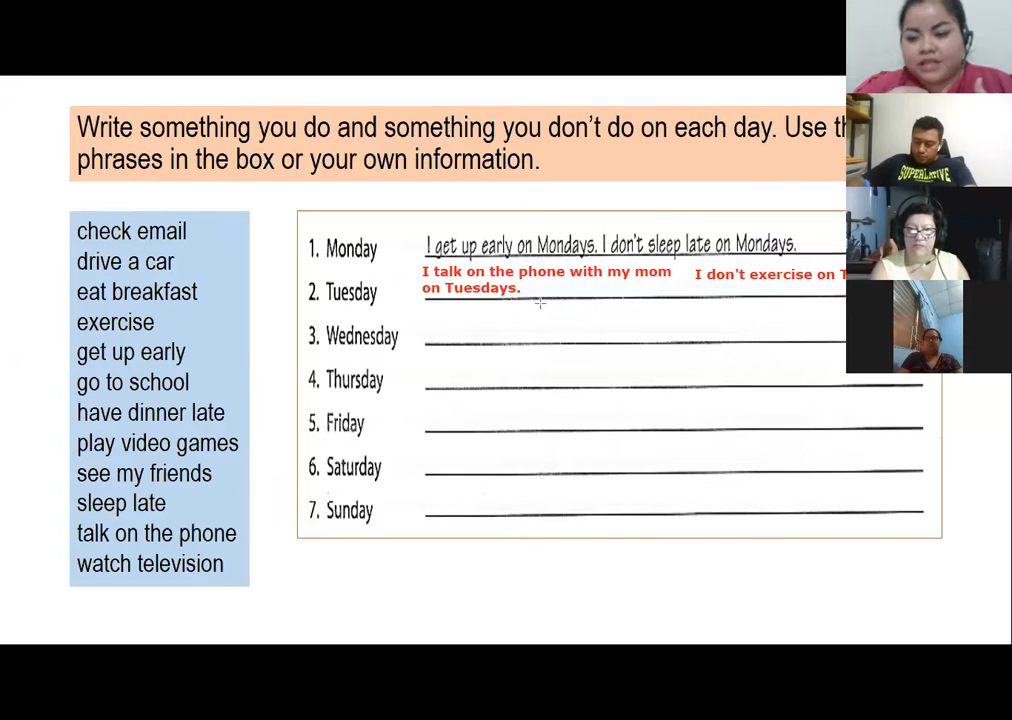 Write something you do and something you don't do on each day. Use
phrases in the box or your own information.
check email
drive a car
eat breakfast
exercise
get up early
go to school
have dinner late
play video games
see my friends
sleep late
talk on the phone
watch television
1. Monday I get up early on Mondays. I don't sleep late on Mondays.
I talk on the phone with my mom I don't exercise on
on Tuesdays.
2. Tuesday
3. Wednesday
4. Thursday
5. Friday
6. Saturday
7. Sunday
SUPERLATIVE